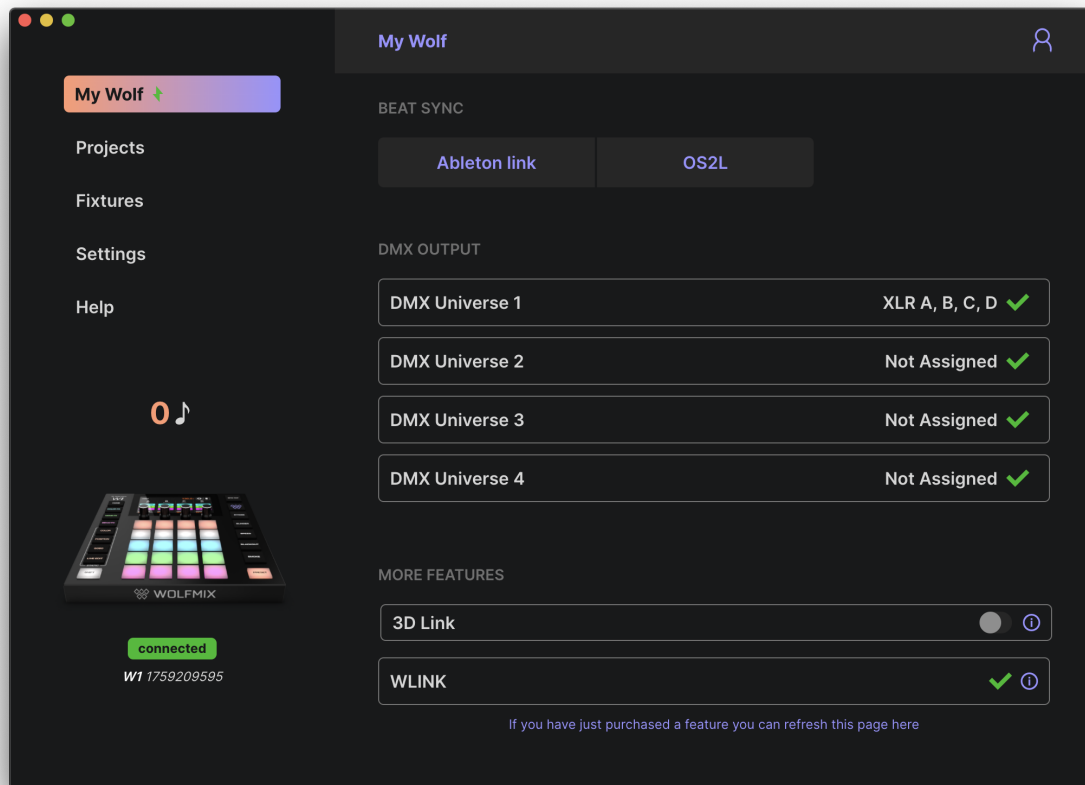 My Wolf
My Wolf
Projects
Fixtures
Settings
Help
0♪
WOLFMIX
connected
W1 1759209595
BEAT SYNC
Ableton link
OS2L
DMX OUTPUT
DMX Universe 1 XLR A, B, C, D
DMX Universe 2 Not Assigned
DMX Universe 3 Not Assigned
DMX Universe 4 Not Assigned
MORE FEATURES
3D Link
WLINK
If you have just purchased a feature you can refresh this page here